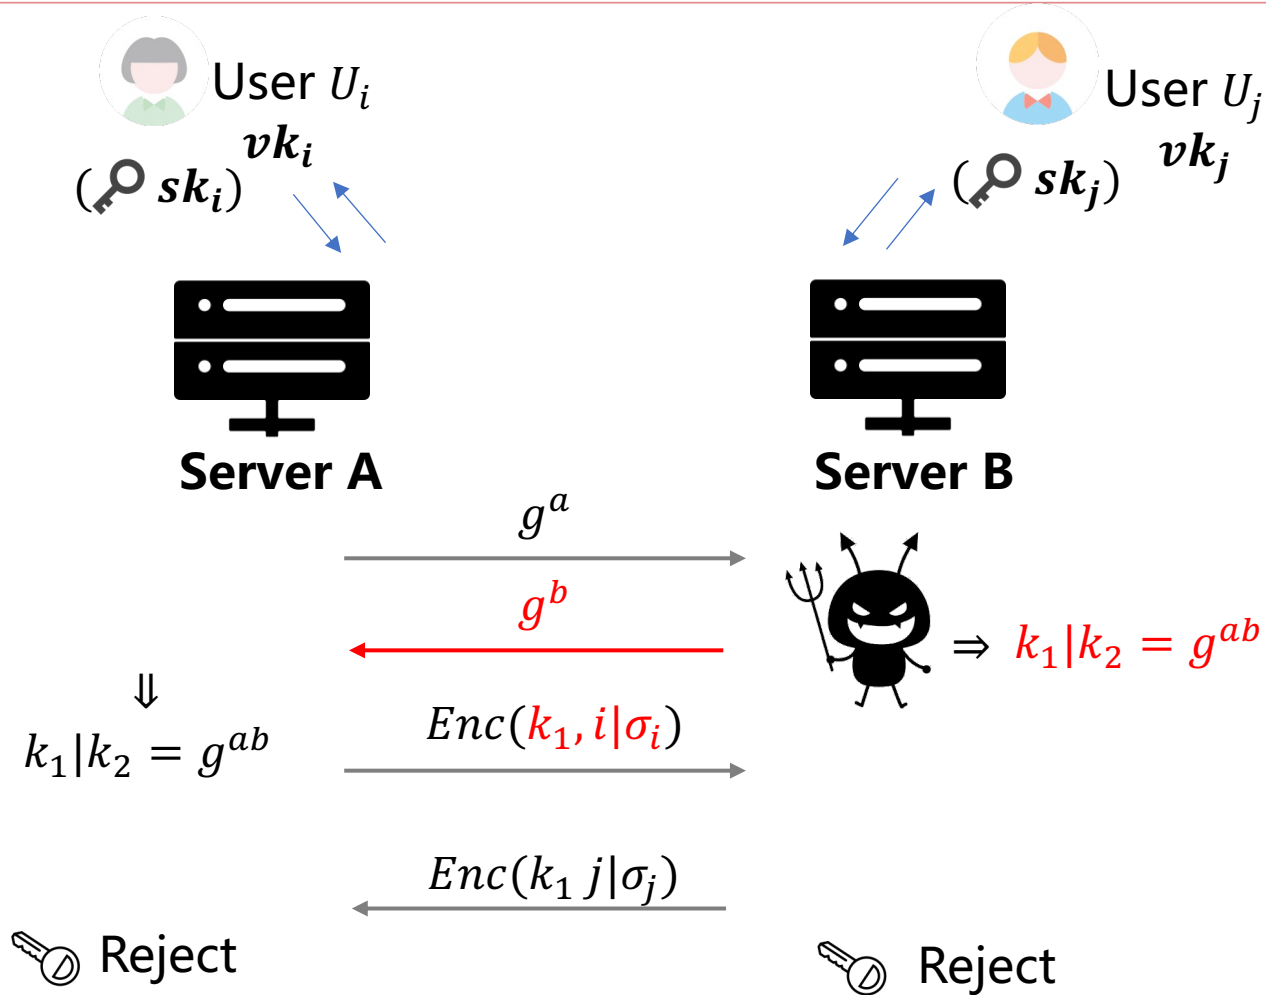 User U_i
vk_i
(sk_i)
User U_j
vk_j
(sk_j)
Server A
Server B
g^a
g^b
⇒ k_1|k_2 = g^{ab}
⇓
k_1|k_2 = g^{ab}
Enc(k_1, i|σ_i)
Enc(k_1 j|σ_j)
Reject
Reject